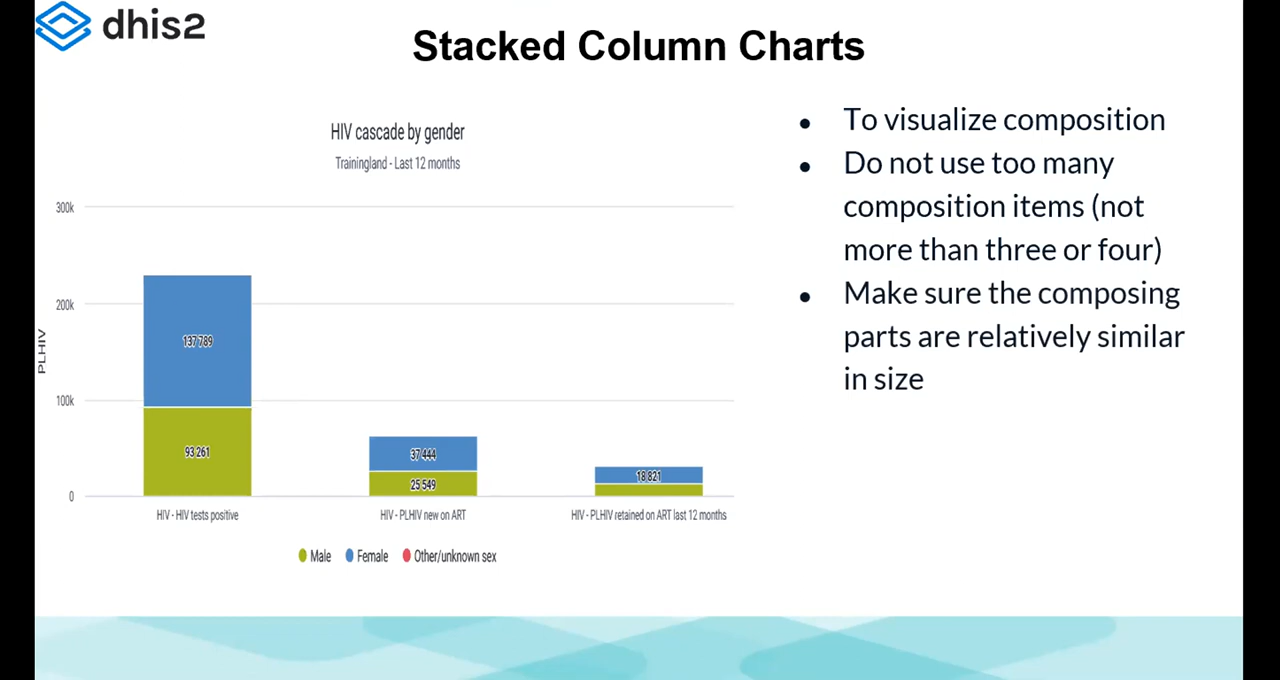 dhis2
Stacked Column Charts
HIV cascade by gender
Trainingland - Last 12 months
300k
200k
100k
0
PLHIV
137 789
93 261
37 444
25 549
18 821
HIV - HIV tests positive
HIV - PLHIV new on ART
HIV - PLHIV retained on ART last 12 months
Male Female Other/unknown sex
• To visualize composition
• Do not use too many
composition items (not
more than three or four)
• Make sure the composing
parts are relatively similar
in size